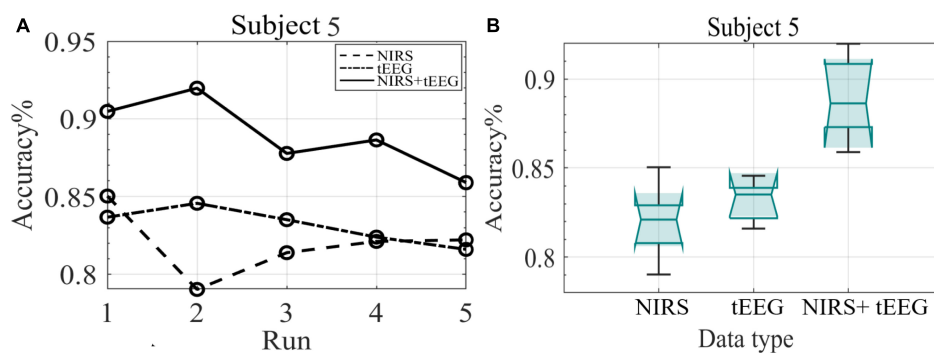 A
Subject 5
NIRS
tEEG
NIRS+tEEG
0.95
0.9
0.85
0.8
Accuracy%
1 2 3 4 5
Run
B
Subject 5
0.9
0.85
0.8
Accuracy%
NIRS tEEG NIRS+ tEEG
Data type